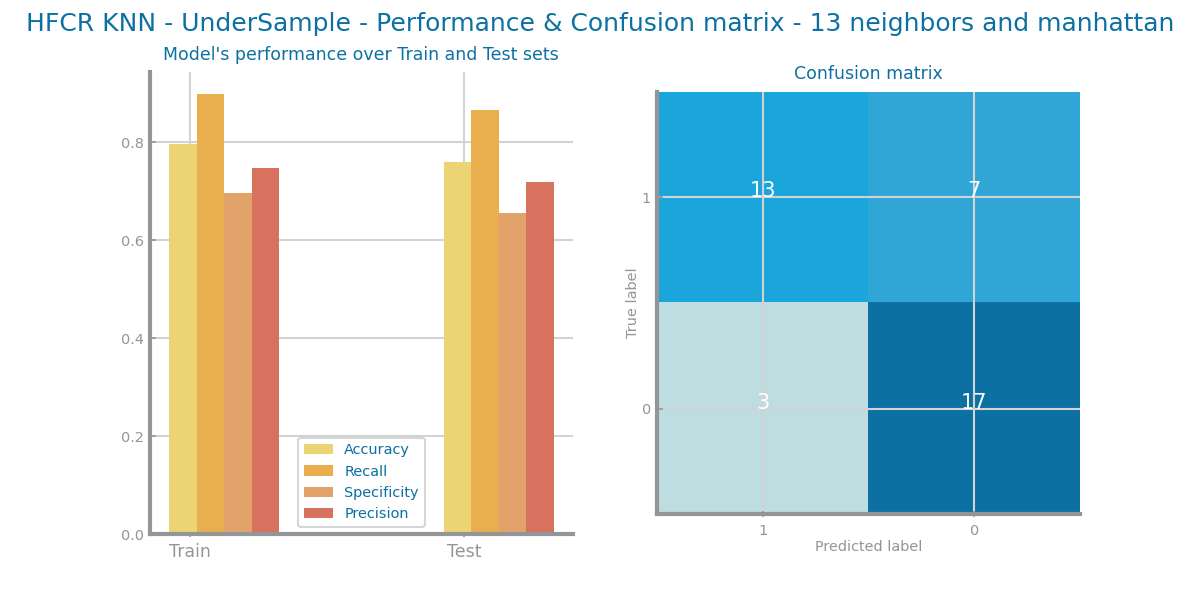 HFCR KNN - UnderSample - Performance & Confusion matrix - 13 neighbors and manhattan
Model's performance over Train and Test sets
0.8
0.6
0.4
0.2
0.0
Train
Test
Accuracy
Recall
Specificity
Precision
Confusion matrix
True label
1
0
13
7
3
17
1
0
Predicted label